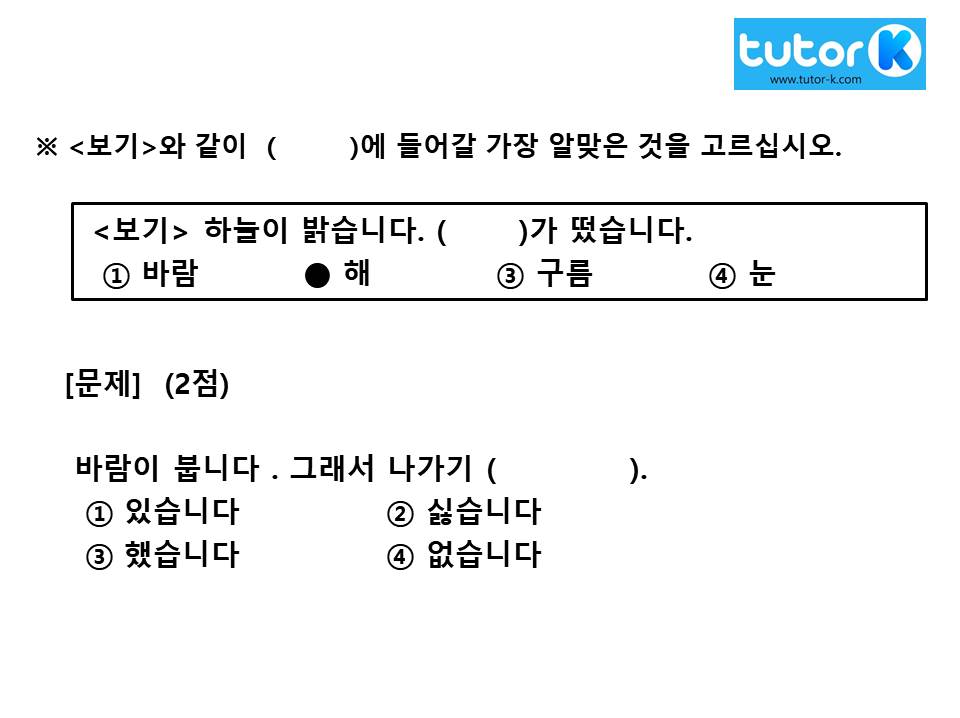 tutor K
www.tutor-k.com
※ <보기>와 같이 ( )에 들어갈 가장 알맞은 것을 고르십시오.
<보기> 하늘이 밝습니다. ( )가 떴습니다.
① 바람 ● 해 ③ 구름 ④ 눈
[문제] (2점)
바람이 붑니다 . 그래서 나가기 ( ).
① 있습니다 ② 싫습니다
③ 했습니다 ④ 없습니다